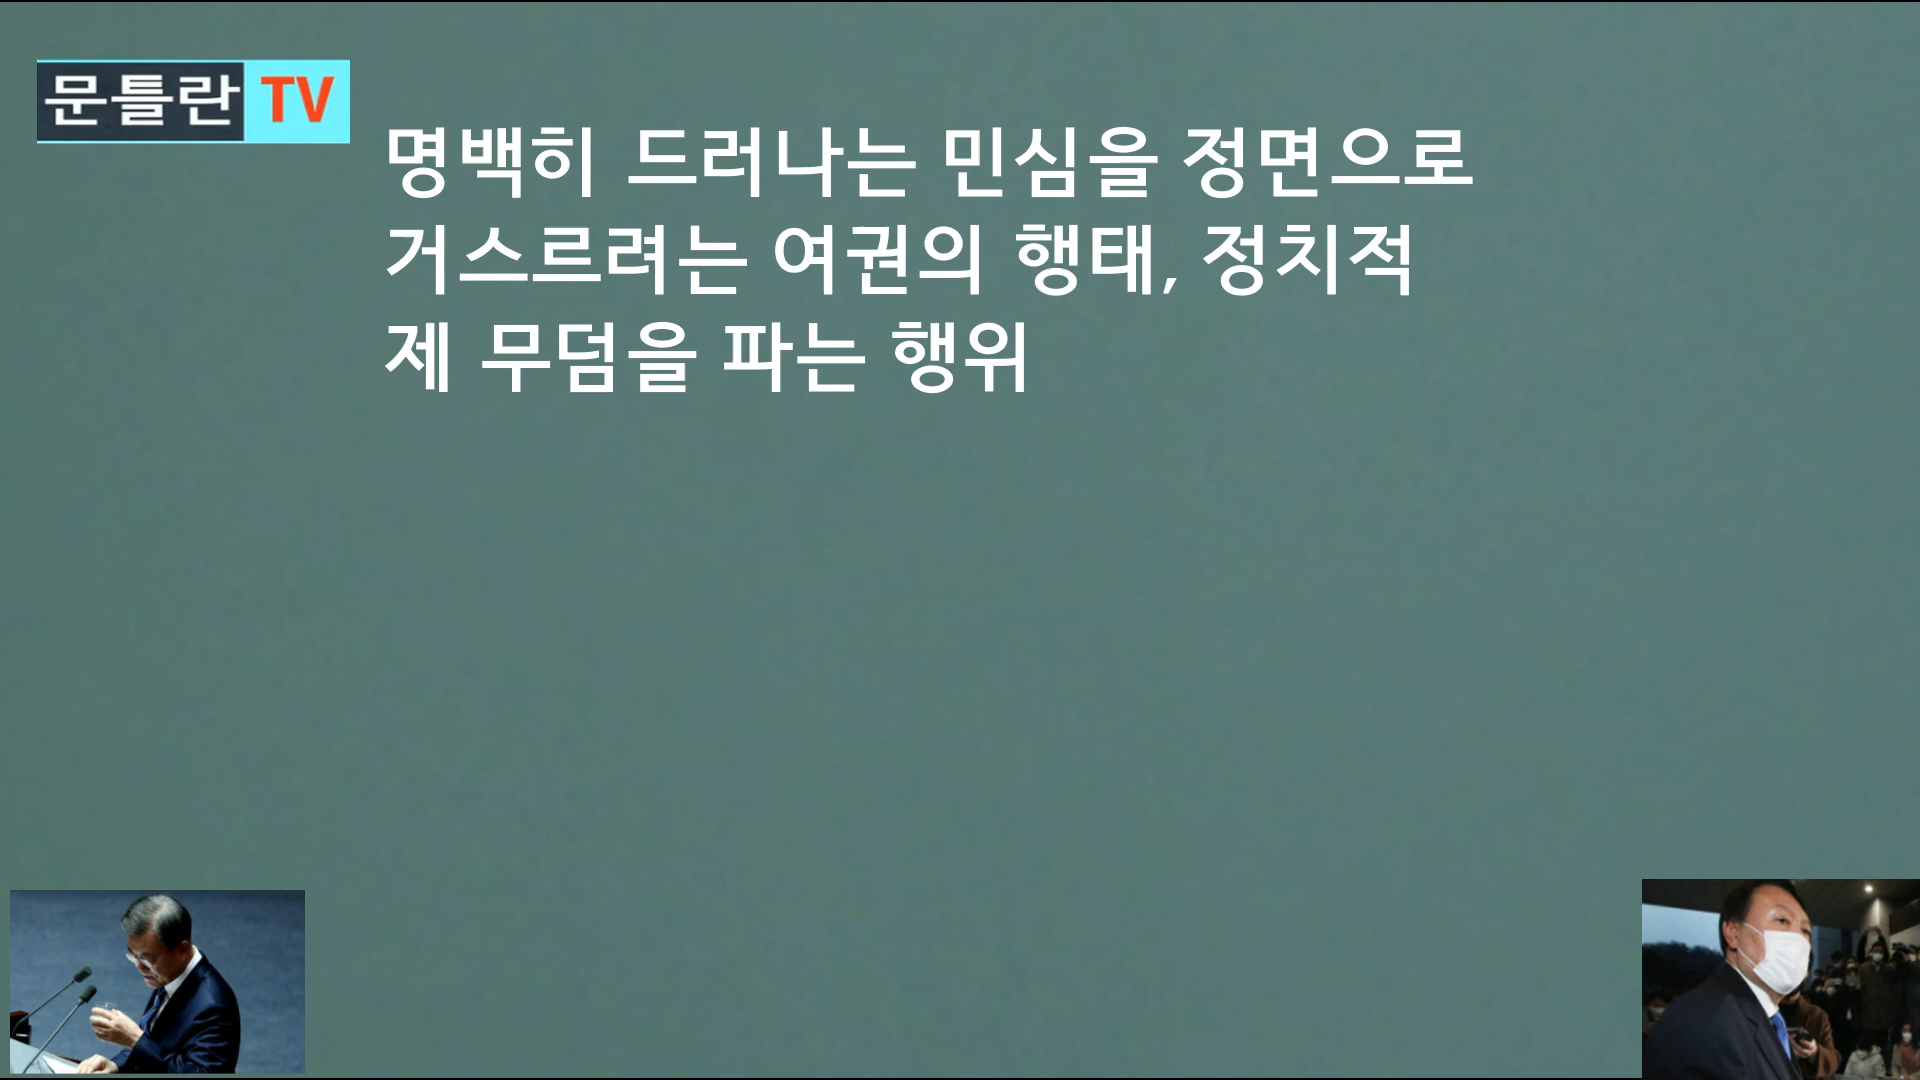 문틀란 TV
명백히 드러나는 민심을 정면으로
거스르려는 여권의 행태, 정치적
제 무덤을 파는 행위